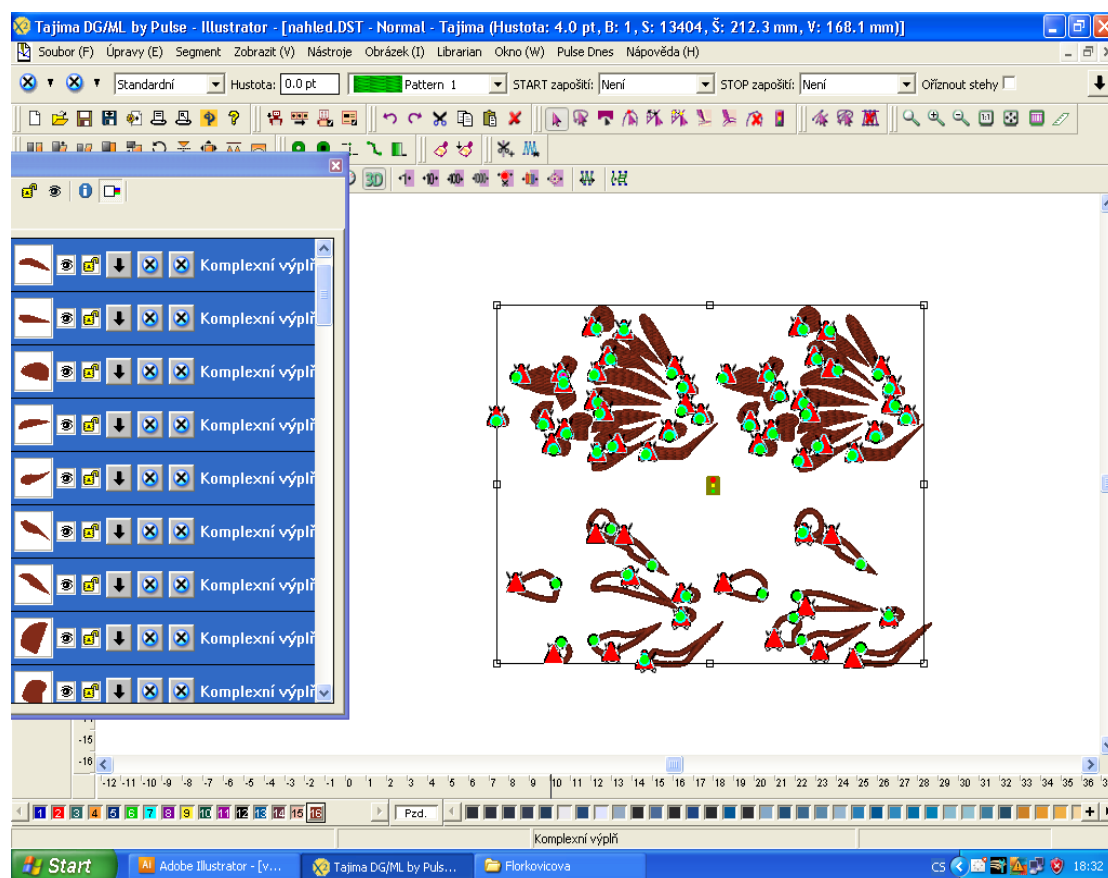 Tajima DG/ML by Pulse - Illustrator - [nahled.DST - Normal - Tajima (Hustota: 4.0 pt, B: 1, S: 13404, Š: 212.3 mm, V: 168.1 mm)]
Soubor (F) Úpravy (E) Segment Zobrazit (V) Nástroje Obrázek (I) Librarian Okno (W) Pulse Dnes Nápověda (H)
Standardní Hustota: 0.0 pt Pattern 1 START zapošití: Není STOP zapošití: Není Oříznout stehy
3D
Komplexní výplň
Komplexní výplň
Komplexní výplň
Komplexní výplň
Komplexní výplň
Komplexní výplň
Komplexní výplň
Komplexní výplň
Komplexní výplň
-15
-16
-12 -11 -10 -9 -8 -7 -6 -5 -4 -3 -2 -1 0 1 2 3 4 5 6 7 8 9 10 11 12 13 14 15 16 17 18 19 20 21 22 23 24 25 26 27 28 29 30 31 32 33 34 35 36
1 2 3 4 5 6 7 8 9 10 11 12 13 14 15 16 Pzd.
Komplexní výplň
Start Adobe Illustrator - [v... Tajima DG/ML by Puls... Florkovicova CS 18:32